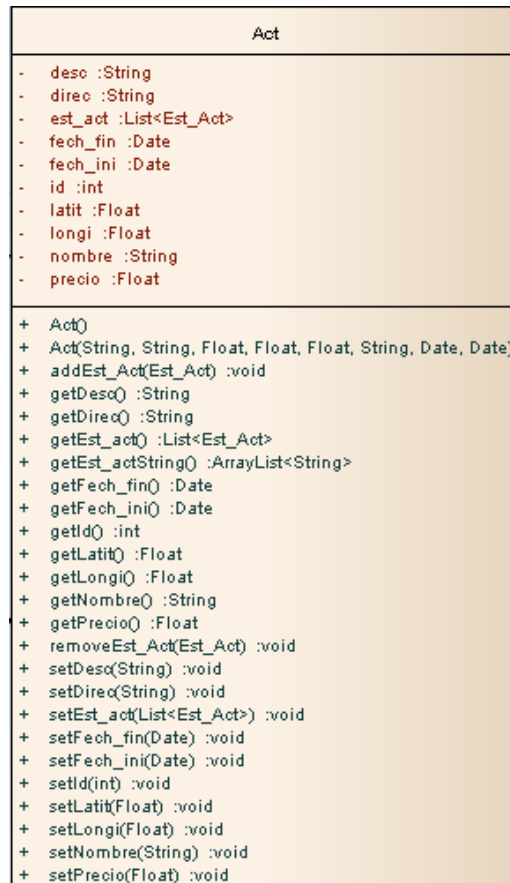 Act
- desc :String
- direc :String
- est_act :List<Est_Act>
- fech_fin :Date
- fech_ini :Date
- id :int
- latit :Float
- longi :Float
- nombre :String
- precio :Float
+ Act()
+ Act(String, String, Float, Float, Float, String, Date, Date)
+ addEst_Act(Est_Act) :void
+ getDesc() :String
+ getDirec() :String
+ getEst_act() :List<Est_Act>
+ getEst_actString() :ArrayList<String>
+ getFech_fin() :Date
+ getFech_ini() :Date
+ getId() :int
+ getLatit() :Float
+ getLongi() :Float
+ getNombre() :String
+ getPrecio() :Float
+ removeEst_Act(Est_Act) :void
+ setDesc(String) :void
+ setDirec(String) :void
+ setEst_act(List<Est_Act>) :void
+ setFech_fin(Date) :void
+ setFech_ini(Date) :void
+ setId(int) :void
+ setLatit(Float) :void
+ setLongi(Float) :void
+ setNombre(String) :void
+ setPrecio(Float) :void